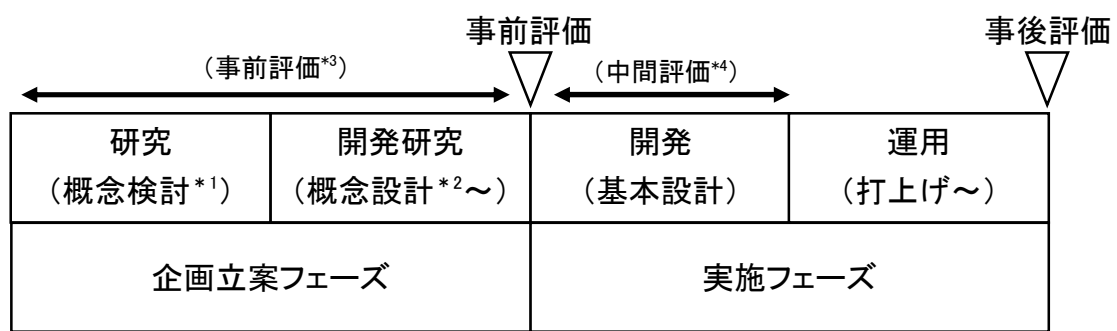 事前評価
事後評価
（事前評価*3）
（中間評価*4）
研究
（概念検討*1）
開発研究
（概念設計*2～）
開発
（基本設計）
運用
（打上げ～）
企画立案フェーズ
実施フェーズ